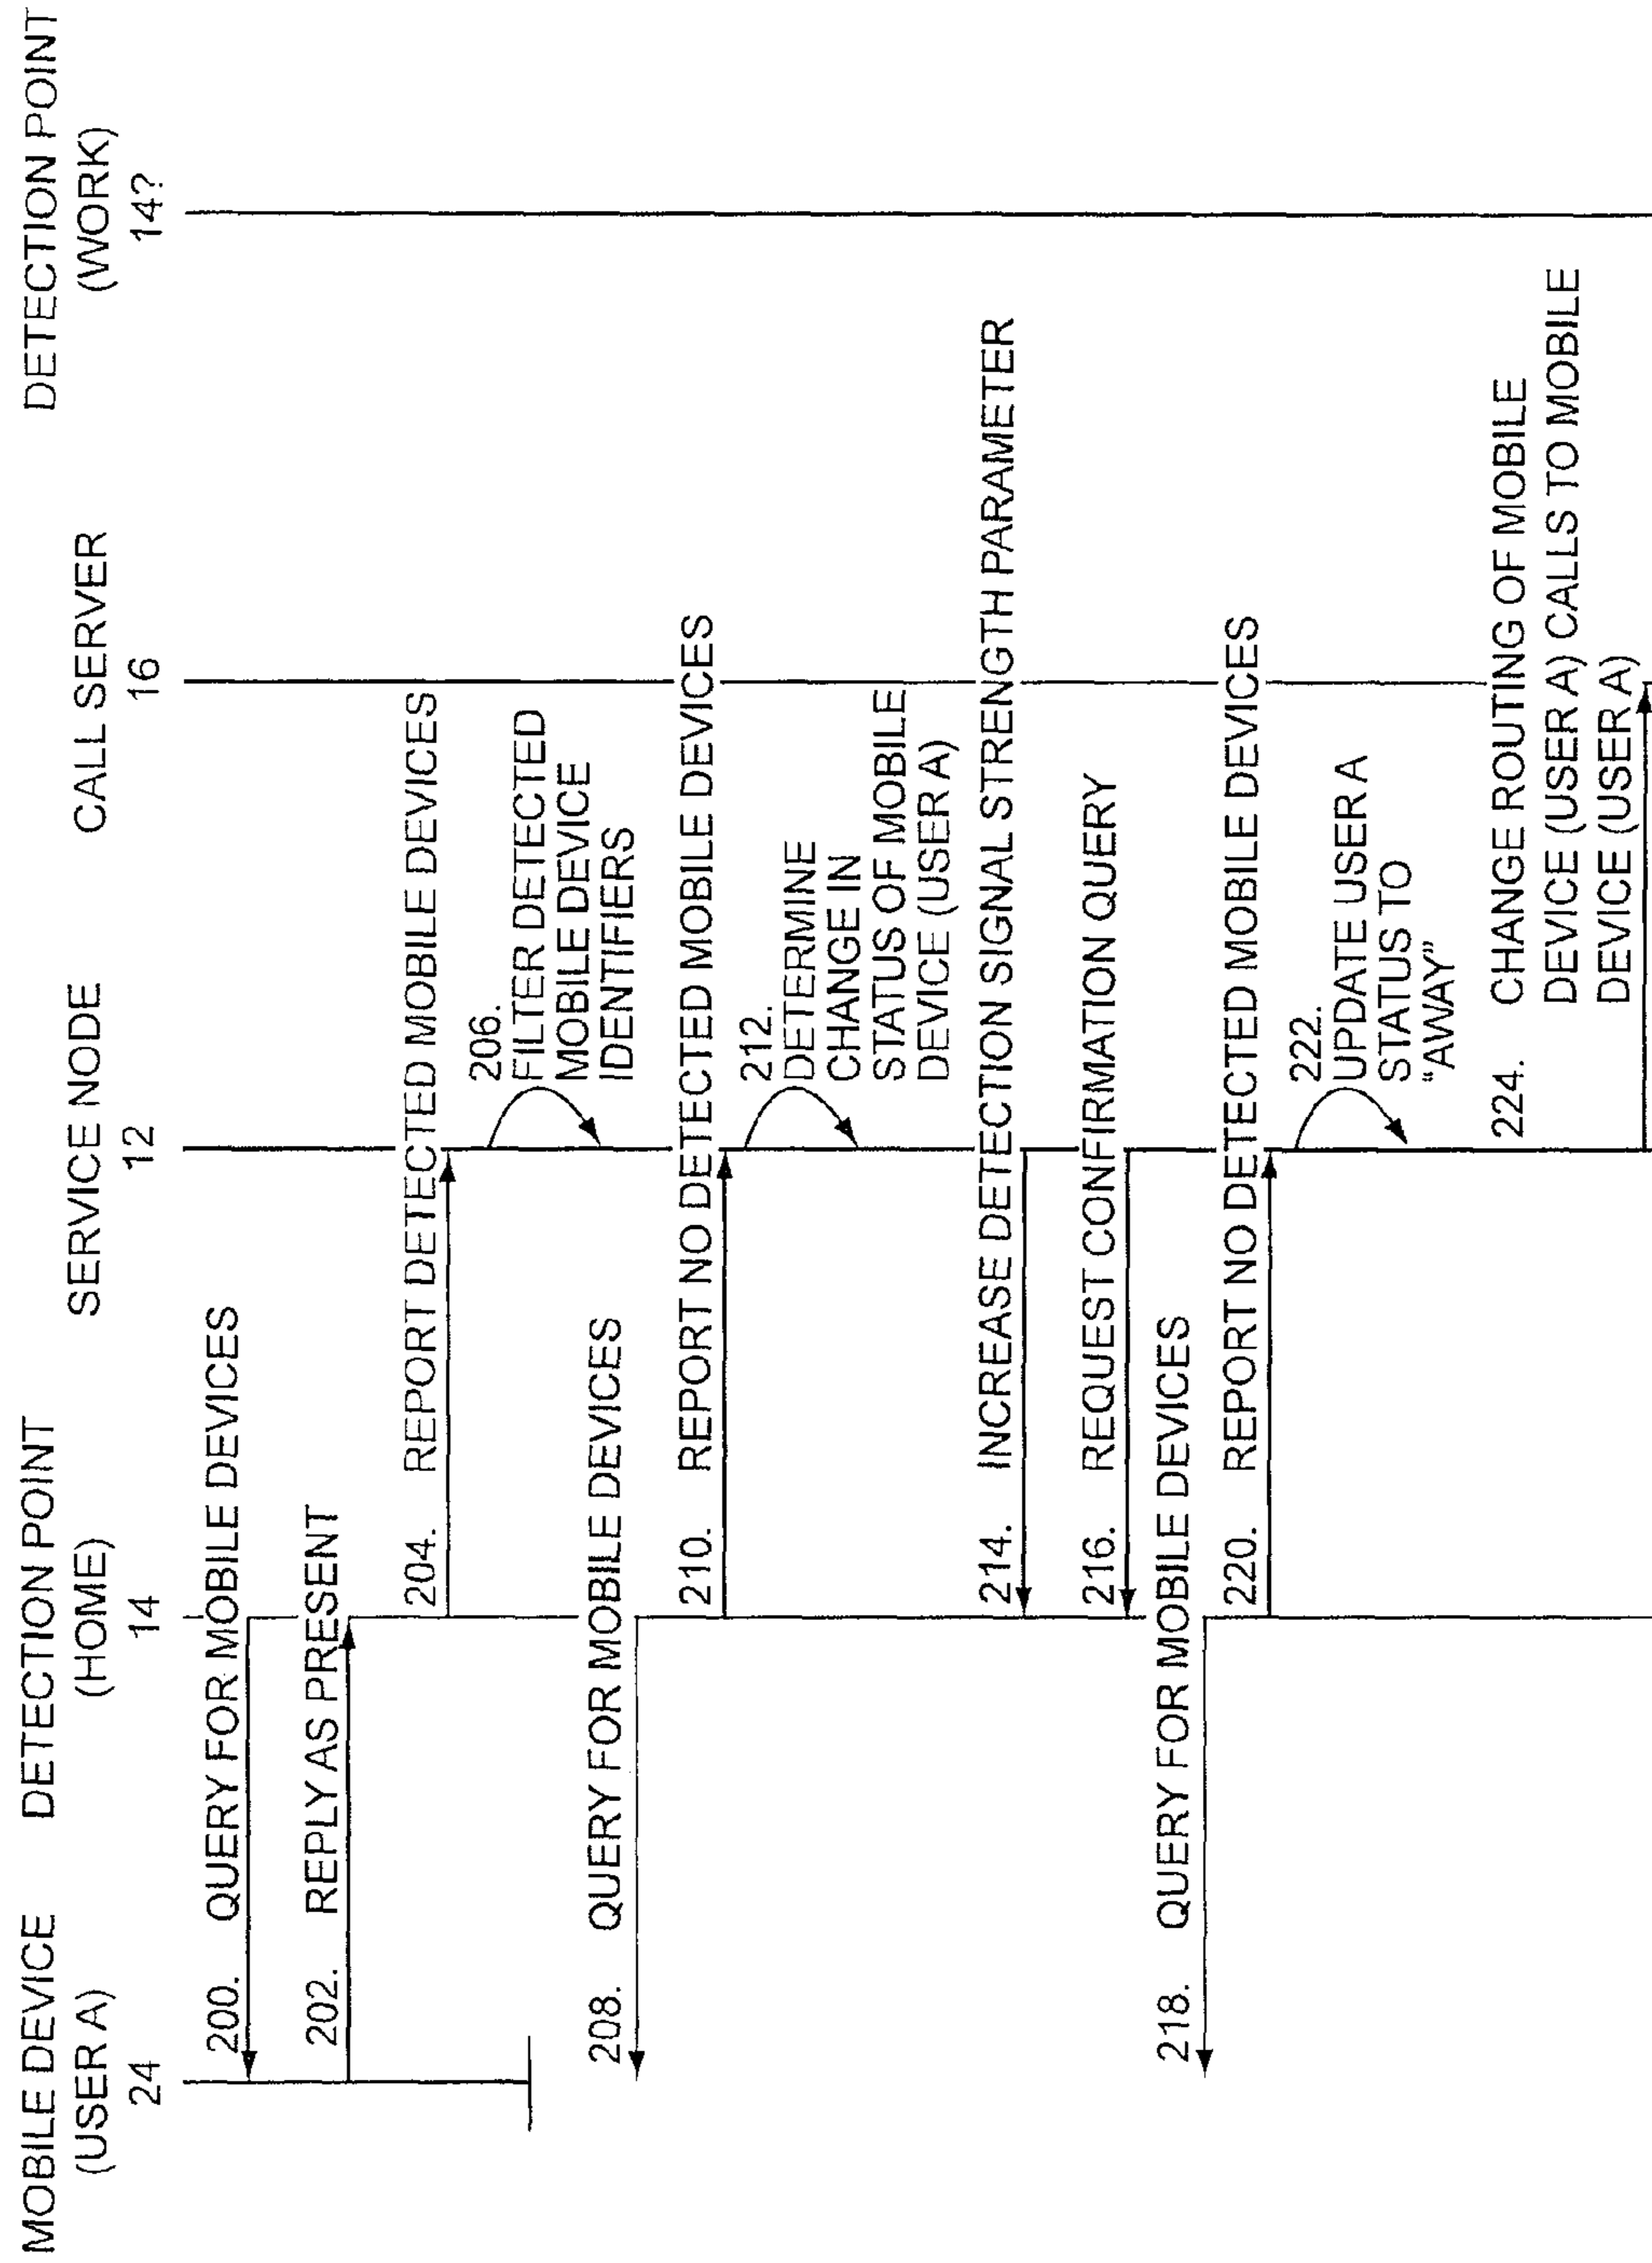 MOBILE DEVICE
(USER A)
24
DETECTION POINT
(HOME)
14
SERVICE NODE
12
CALL SERVER
16
DETECTION POINT
(WORK)
14?
200. QUERY FOR MOBILE DEVICES
202. REPLY AS PRESENT
204. REPORT DETECTED MOBILE DEVICES
206.
FILTER DETECTED
MOBILE DEVICE
IDENTIFIERS
208. QUERY FOR MOBILE DEVICES
210. REPORT NO DETECTED MOBILE DEVICES
212.
DETERMINE
CHANGE IN
STATUS OF MOBILE
DEVICE (USER A)
214. INCREASE DETECTION SIGNAL STRENGTH PARAMETER
216. REQUEST CONFIRMATION QUERY
218. QUERY FOR MOBILE DEVICES
220. REPORT NO DETECTED MOBILE DEVICES
222.
UPDATE USER A
STATUS TO
“AWAY”
224. CHANGE ROUTING OF MOBILE
DEVICE (USER A) CALLS TO MOBILE
DEVICE (USER A)